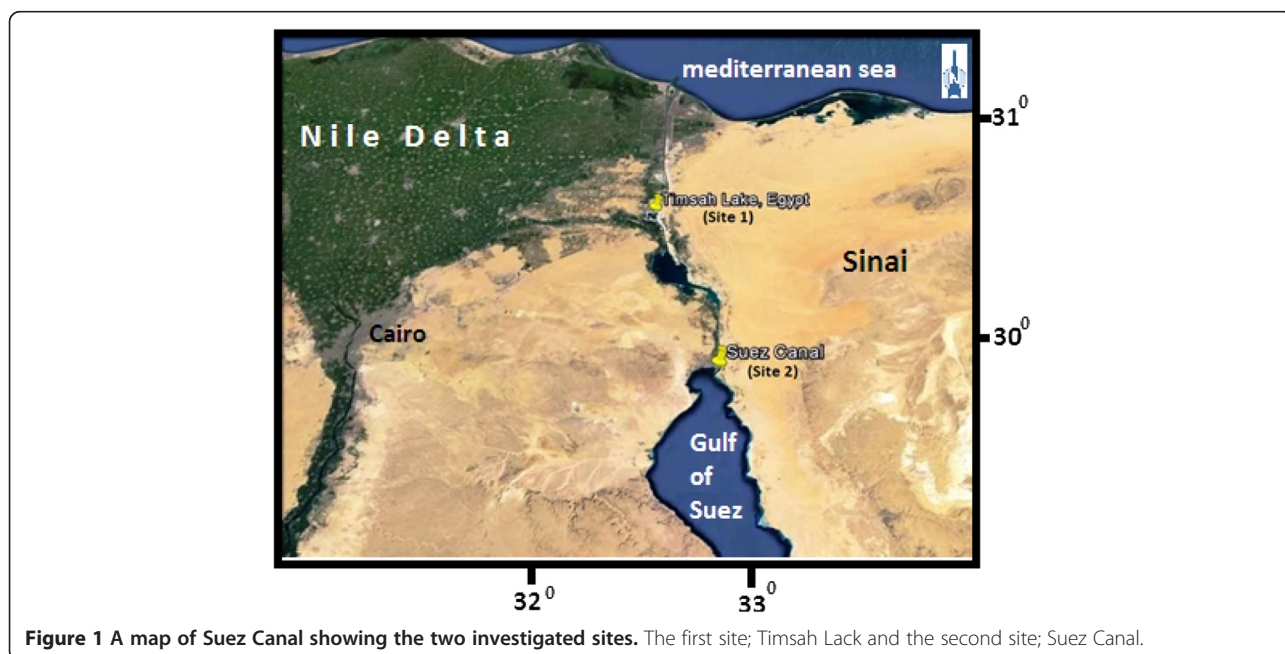 mediterranean sea
N
31⁰
Nile Delta
Timsah Lake, Egypt
(Site 1)
Sinai
Cairo
30⁰
Suez Canal
(Site 2)
Gulf
of
Suez
32⁰
33⁰
Figure 1 A map of Suez Canal showing the two investigated sites. The first site; Timsah Lack and the second site; Suez Canal.